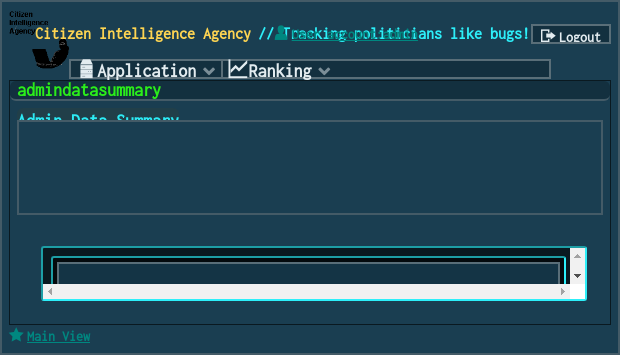 Citizen
Intelligence
Agency
Citizen Intelligence Agency // Tracking politicians like bugs!
Logout
Application
Ranking
admindatasummary
Admin Data Summary
Main View